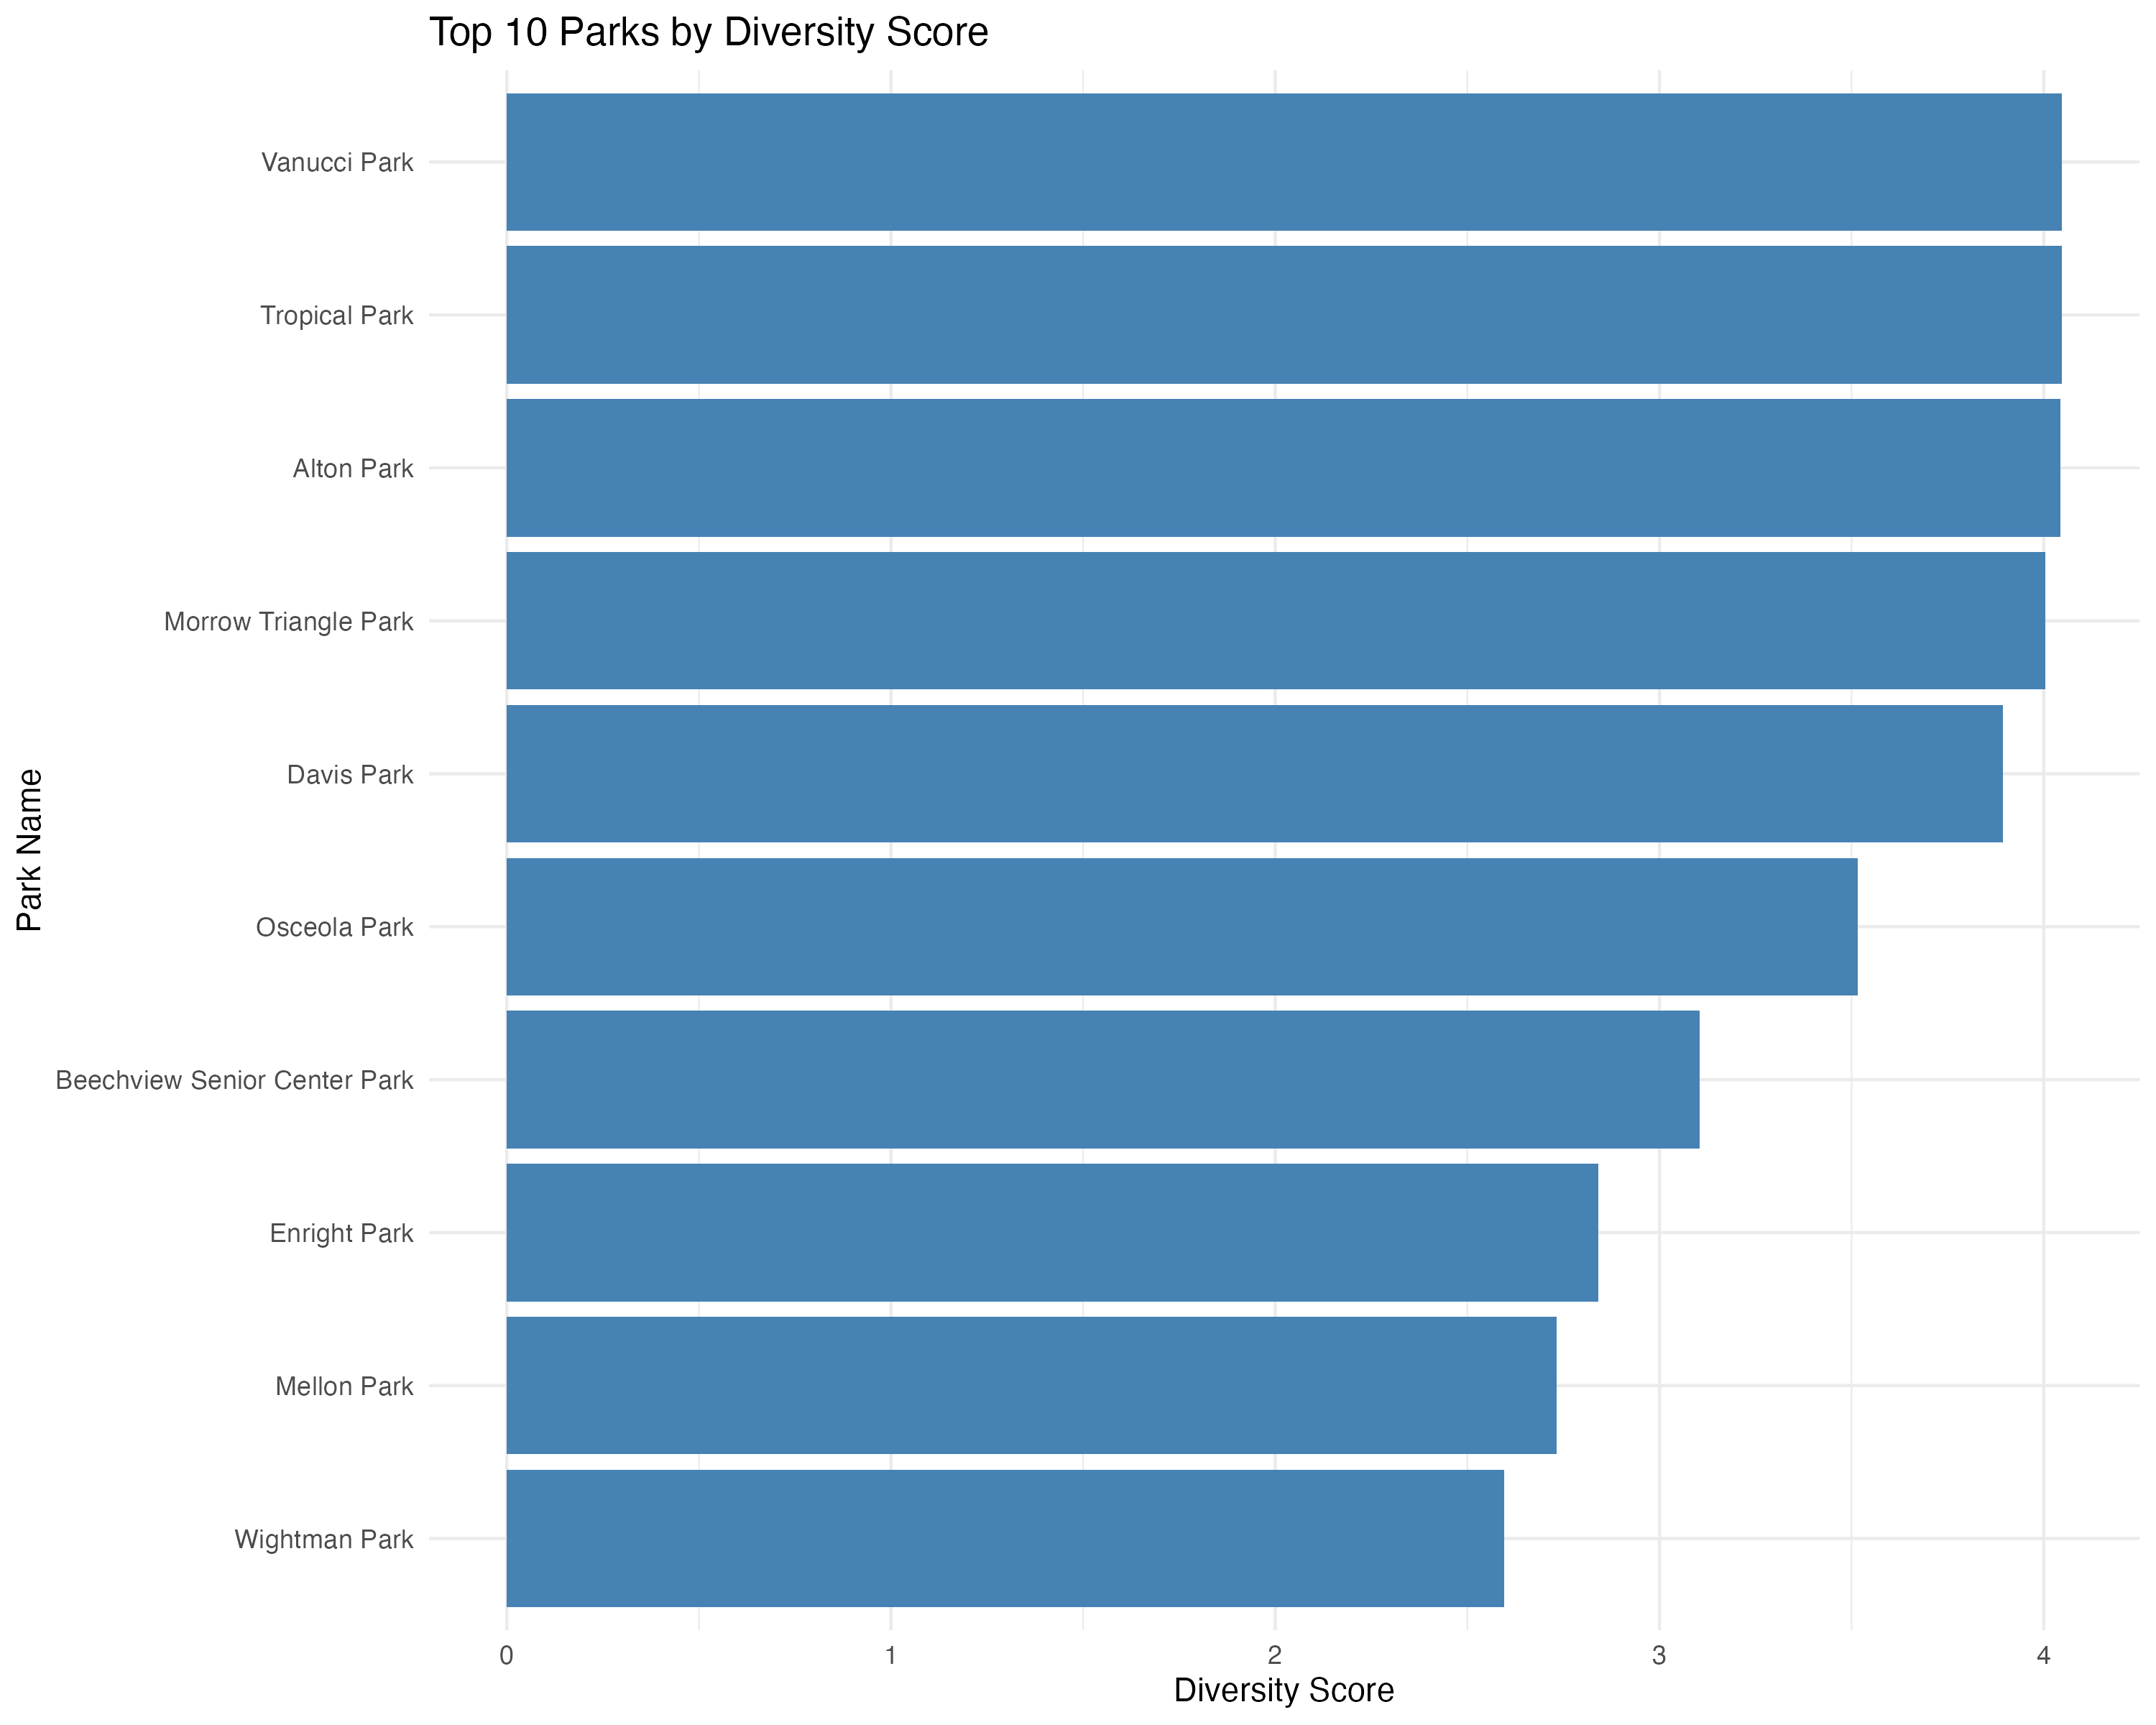 Top 10 Parks by Diversity Score
Park Name
Vanucci Park
Tropical Park
Alton Park
Morrow Triangle Park
Davis Park
Osceola Park
Beechview Senior Center Park
Enright Park
Mellon Park
Wightman Park
0 1 2 3 4
Diversity Score